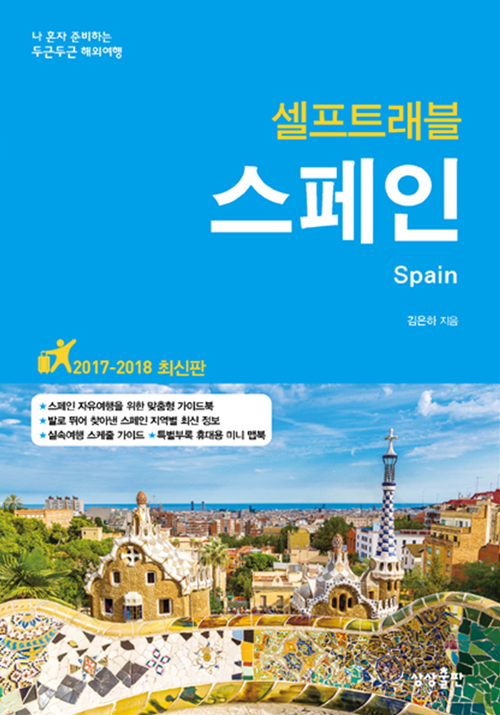 나 혼자 준비하는
두근두근 해외여행
셀프트래블
스페인
Spain
김은하 지음
2017-2018 최신판
★스페인 자유여행을 위한 맞춤형 가이드북
★발로 뛰어 찾아낸 스페인 지역별 최신 정보
★실속여행 스케줄 가이드 ★특별부록 휴대용 미니 맵북
상상출판